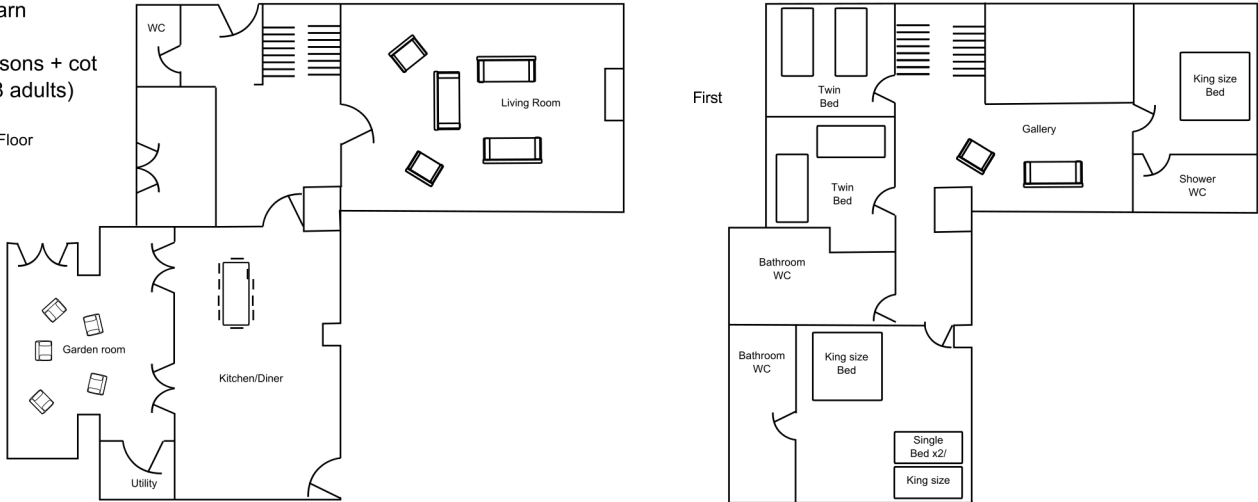 arn
sons + cot
3 adults)
Floor
WC
Living Room
Garden room
Kitchen/Diner
Utility
First
Twin
Bed
Gallery
King size
Bed
Shower
WC
Twin
Bed
Bathroom
WC
Bathroom
WC
King size
Bed
Single
Bed x2/
King size